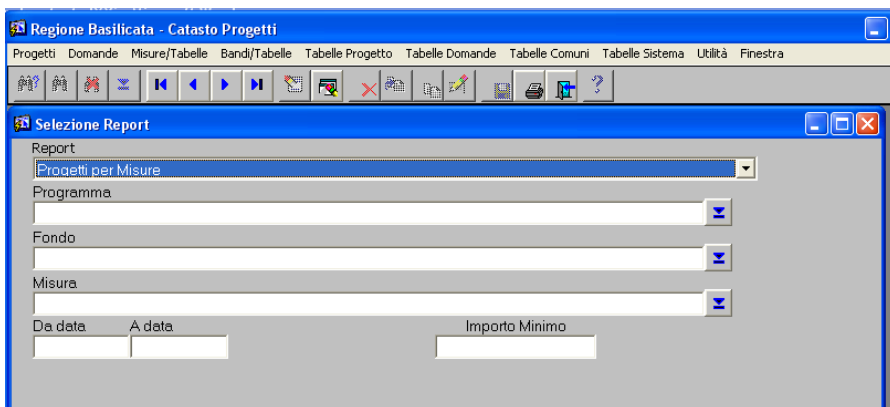 Regione Basilicata - Catasto Progetti
Progetti Domande Misure/Tabelle Bandi/Tabelle Tabelle Progetto Tabelle Domande Tabelle Comuni Tabelle Sistema Utilità Finestra
Selezione Report
Report
Progetti per Misure
Programma
Fondo
Misura
Da data A data Importo Minimo